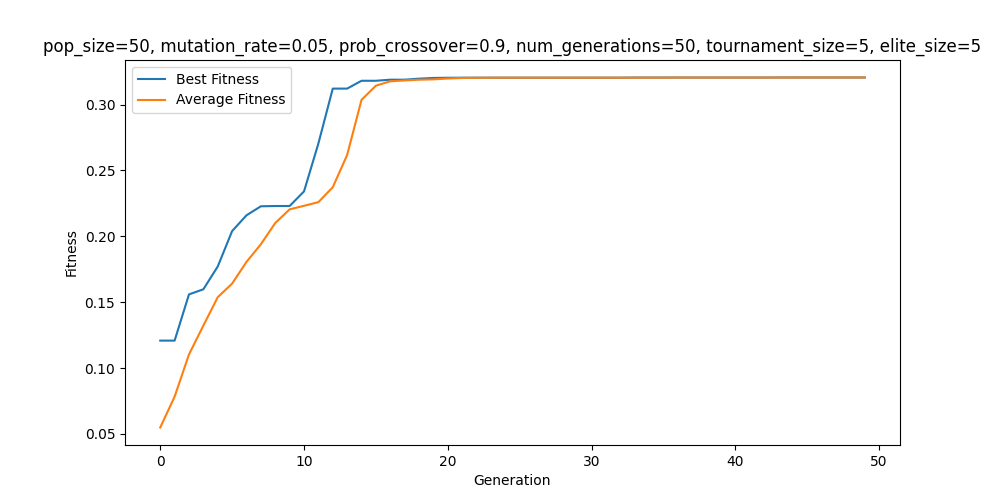 pop_size=50, mutation_rate=0.05, prob_crossover=0.9, num_generations=50, tournament_size=5, elite_size=5
Best Fitness
Average Fitness
0.30
0.25
0.20
0.15
0.10
0.05
Fitness
0 10 20 30 40 50
Generation